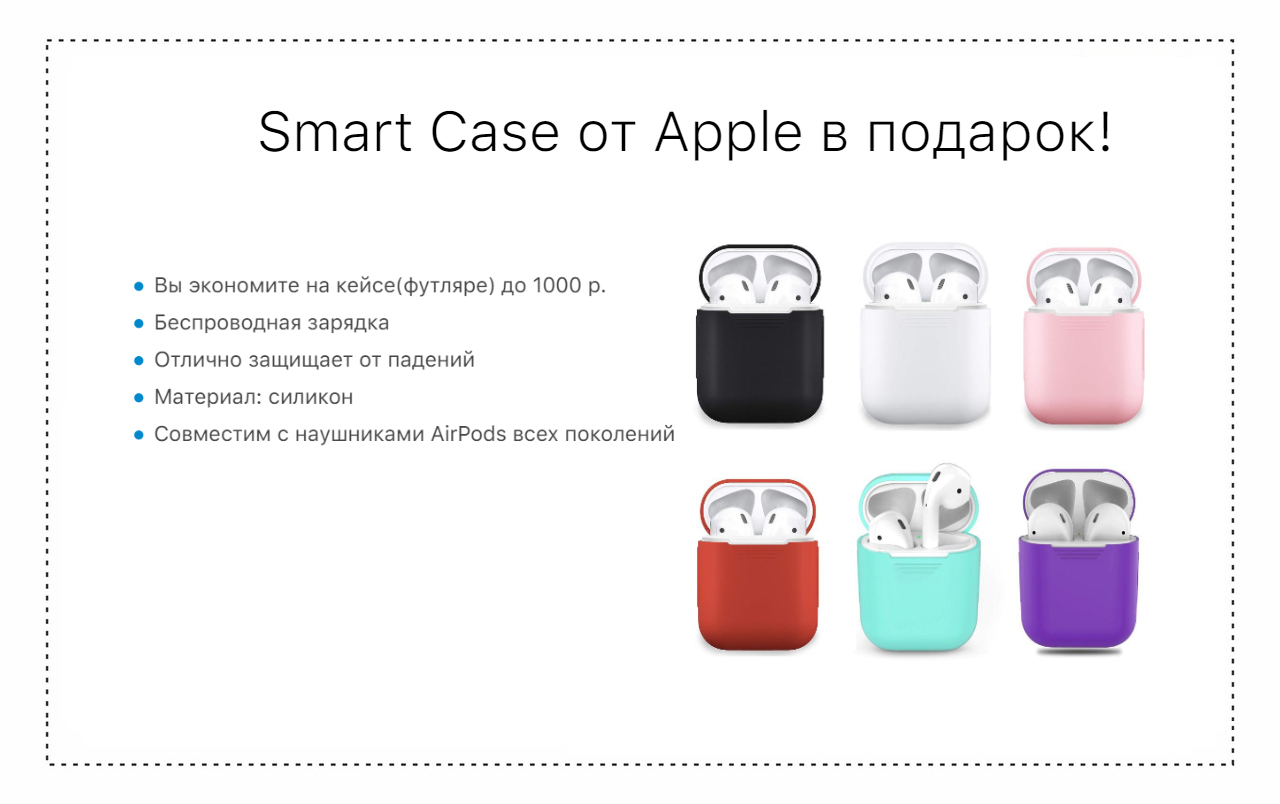 Smart Case от Apple в подарок!
Вы экономите на кейсе(футляре) до 1000 р.
Беспроводная зарядка
Отлично защищает от падений
Материал: силикон
Совместим с наушниками AirPods всех поколений